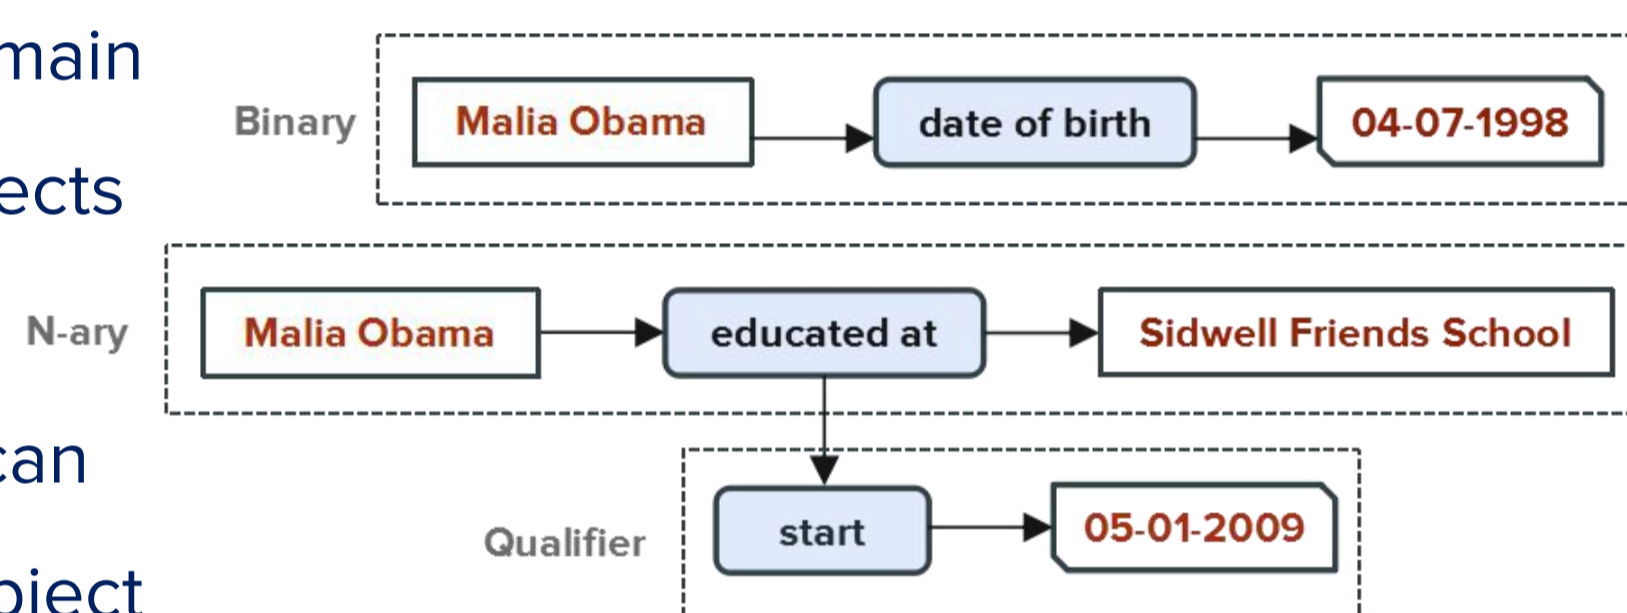 main
Binary
Malia Obama
date of birth
04-07-1998
ects
N-ary
Malia Obama
educated at
Sidwell Friends School
can
Qualifier
start
05-01-2009
bject